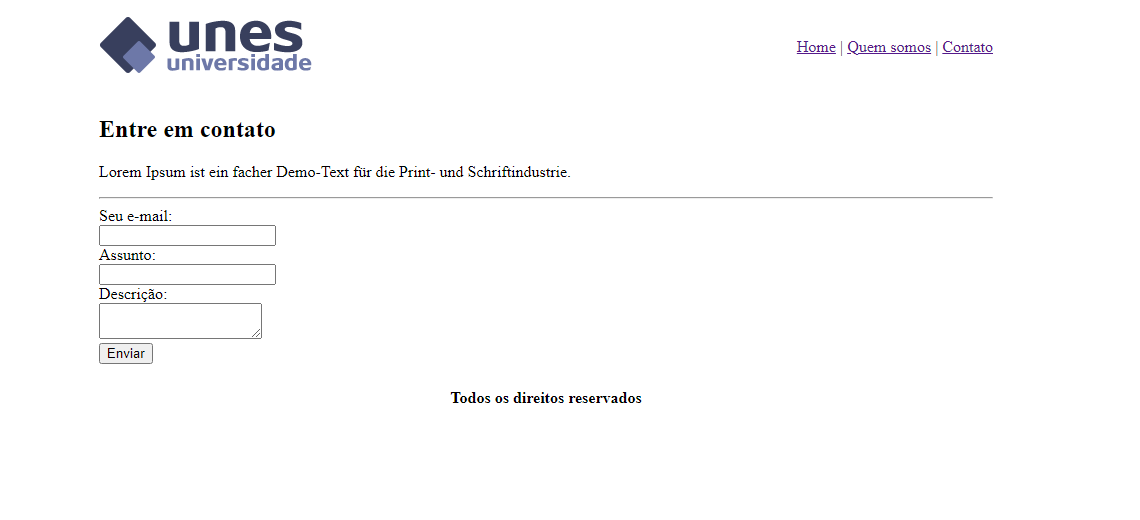 unes
universidade
Home | Quem somos | Contato
Entre em contato
Lorem Ipsum ist ein facher Demo-Text für die Print- und Schriftindustrie.
Seu e-mail:
Assunto:
Descrição:
Enviar
Todos os direitos reservados